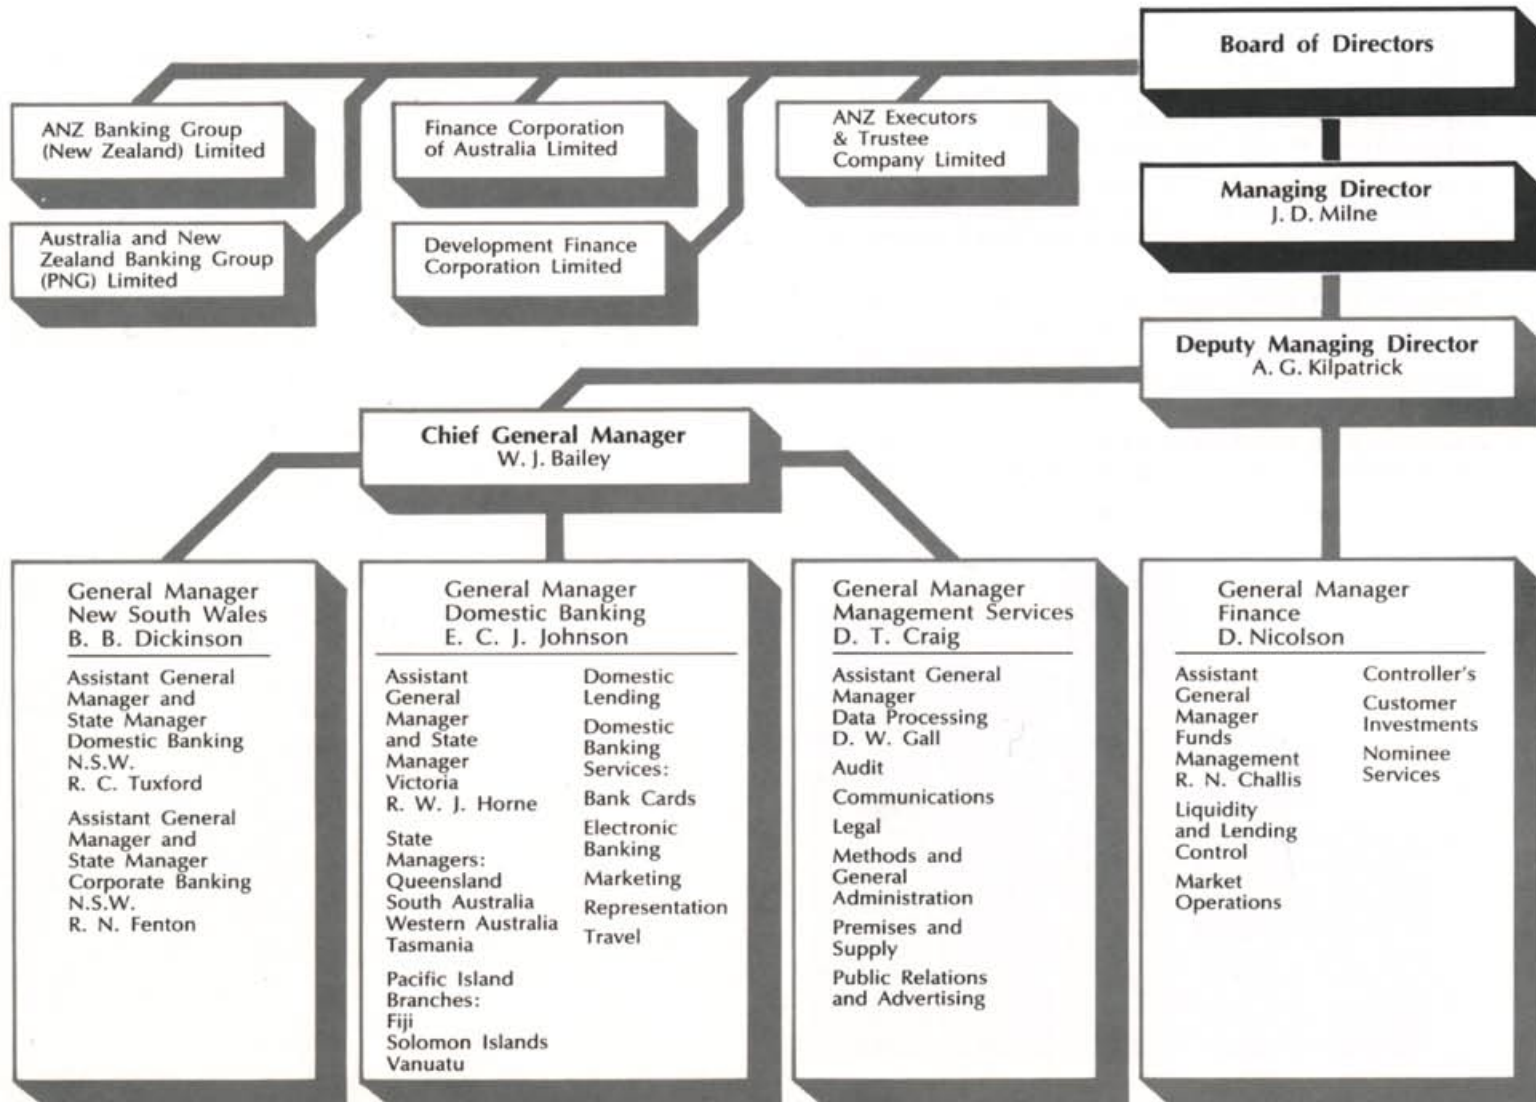 Board of Directors
ANZ Banking Group
(New Zealand) Limited
Finance Corporation
of Australia Limited
ANZ Executors
& Trustee
Company Limited
Managing Director
J. D. Milne
Australia and New
Zealand Banking Group
(PNG) Limited
Development Finance
Corporation Limited
Deputy Managing Director
A. G. Kilpatrick
Chief General Manager
W. J. Bailey
General Manager
New South Wales
B. B. Dickinson
Assistant General
Manager and
State Manager
Domestic Banking
N.S.W.
R. C. Tuxford
Assistant General
Manager and
State Manager
Corporate Banking
N.S.W.
R. N. Fenton
General Manager
Domestic Banking
E. C. J. Johnson
Assistant
General
Manager
and State
Manager
Victoria
R. W. J. Horne
State
Managers:
Queensland
South Australia
Western Australia
Tasmania
Pacific Island
Branches:
Fiji
Solomon Islands
Vanuatu
Domestic
Lending
Domestic
Banking
Services:
Bank Cards
Electronic
Banking
Marketing
Representation
Travel
General Manager
Management Services
D. T. Craig
Assistant General
Manager
Data Processing
D. W. Gall
Audit
Communications
Legal
Methods and
General
Administration
Premises and
Supply
Public Relations
and Advertising
General Manager
Finance
D. Nicolson
Assistant
General
Manager
Funds
Management
R. N. Challis
Liquidity
and Lending
Control
Market
Operations
Controller's
Customer
Investments
Nominee
Services